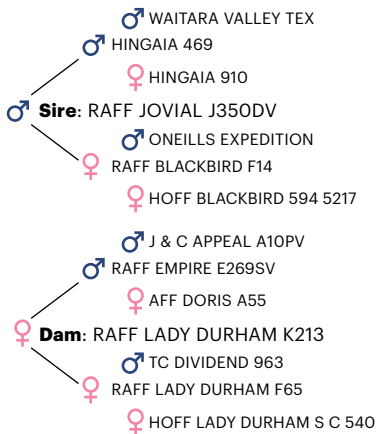 WAITARA VALLEY TEX
HINGAIA 469
HINGAIA 910
Sire: RAFF JOVIAL J350DV
ONEILLS EXPEDITION
RAFF BLACKBIRD F14
HOFF BLACKBIRD 594 5217
J & C APPEAL A10PV
RAFF EMPIRE E269SV
AFF DORIS A55
Dam: RAFF LADY DURHAM K213
TC DIVIDEND 963
RAFF LADY DURHAM F65
HOFF LADY DURHAM S C 540